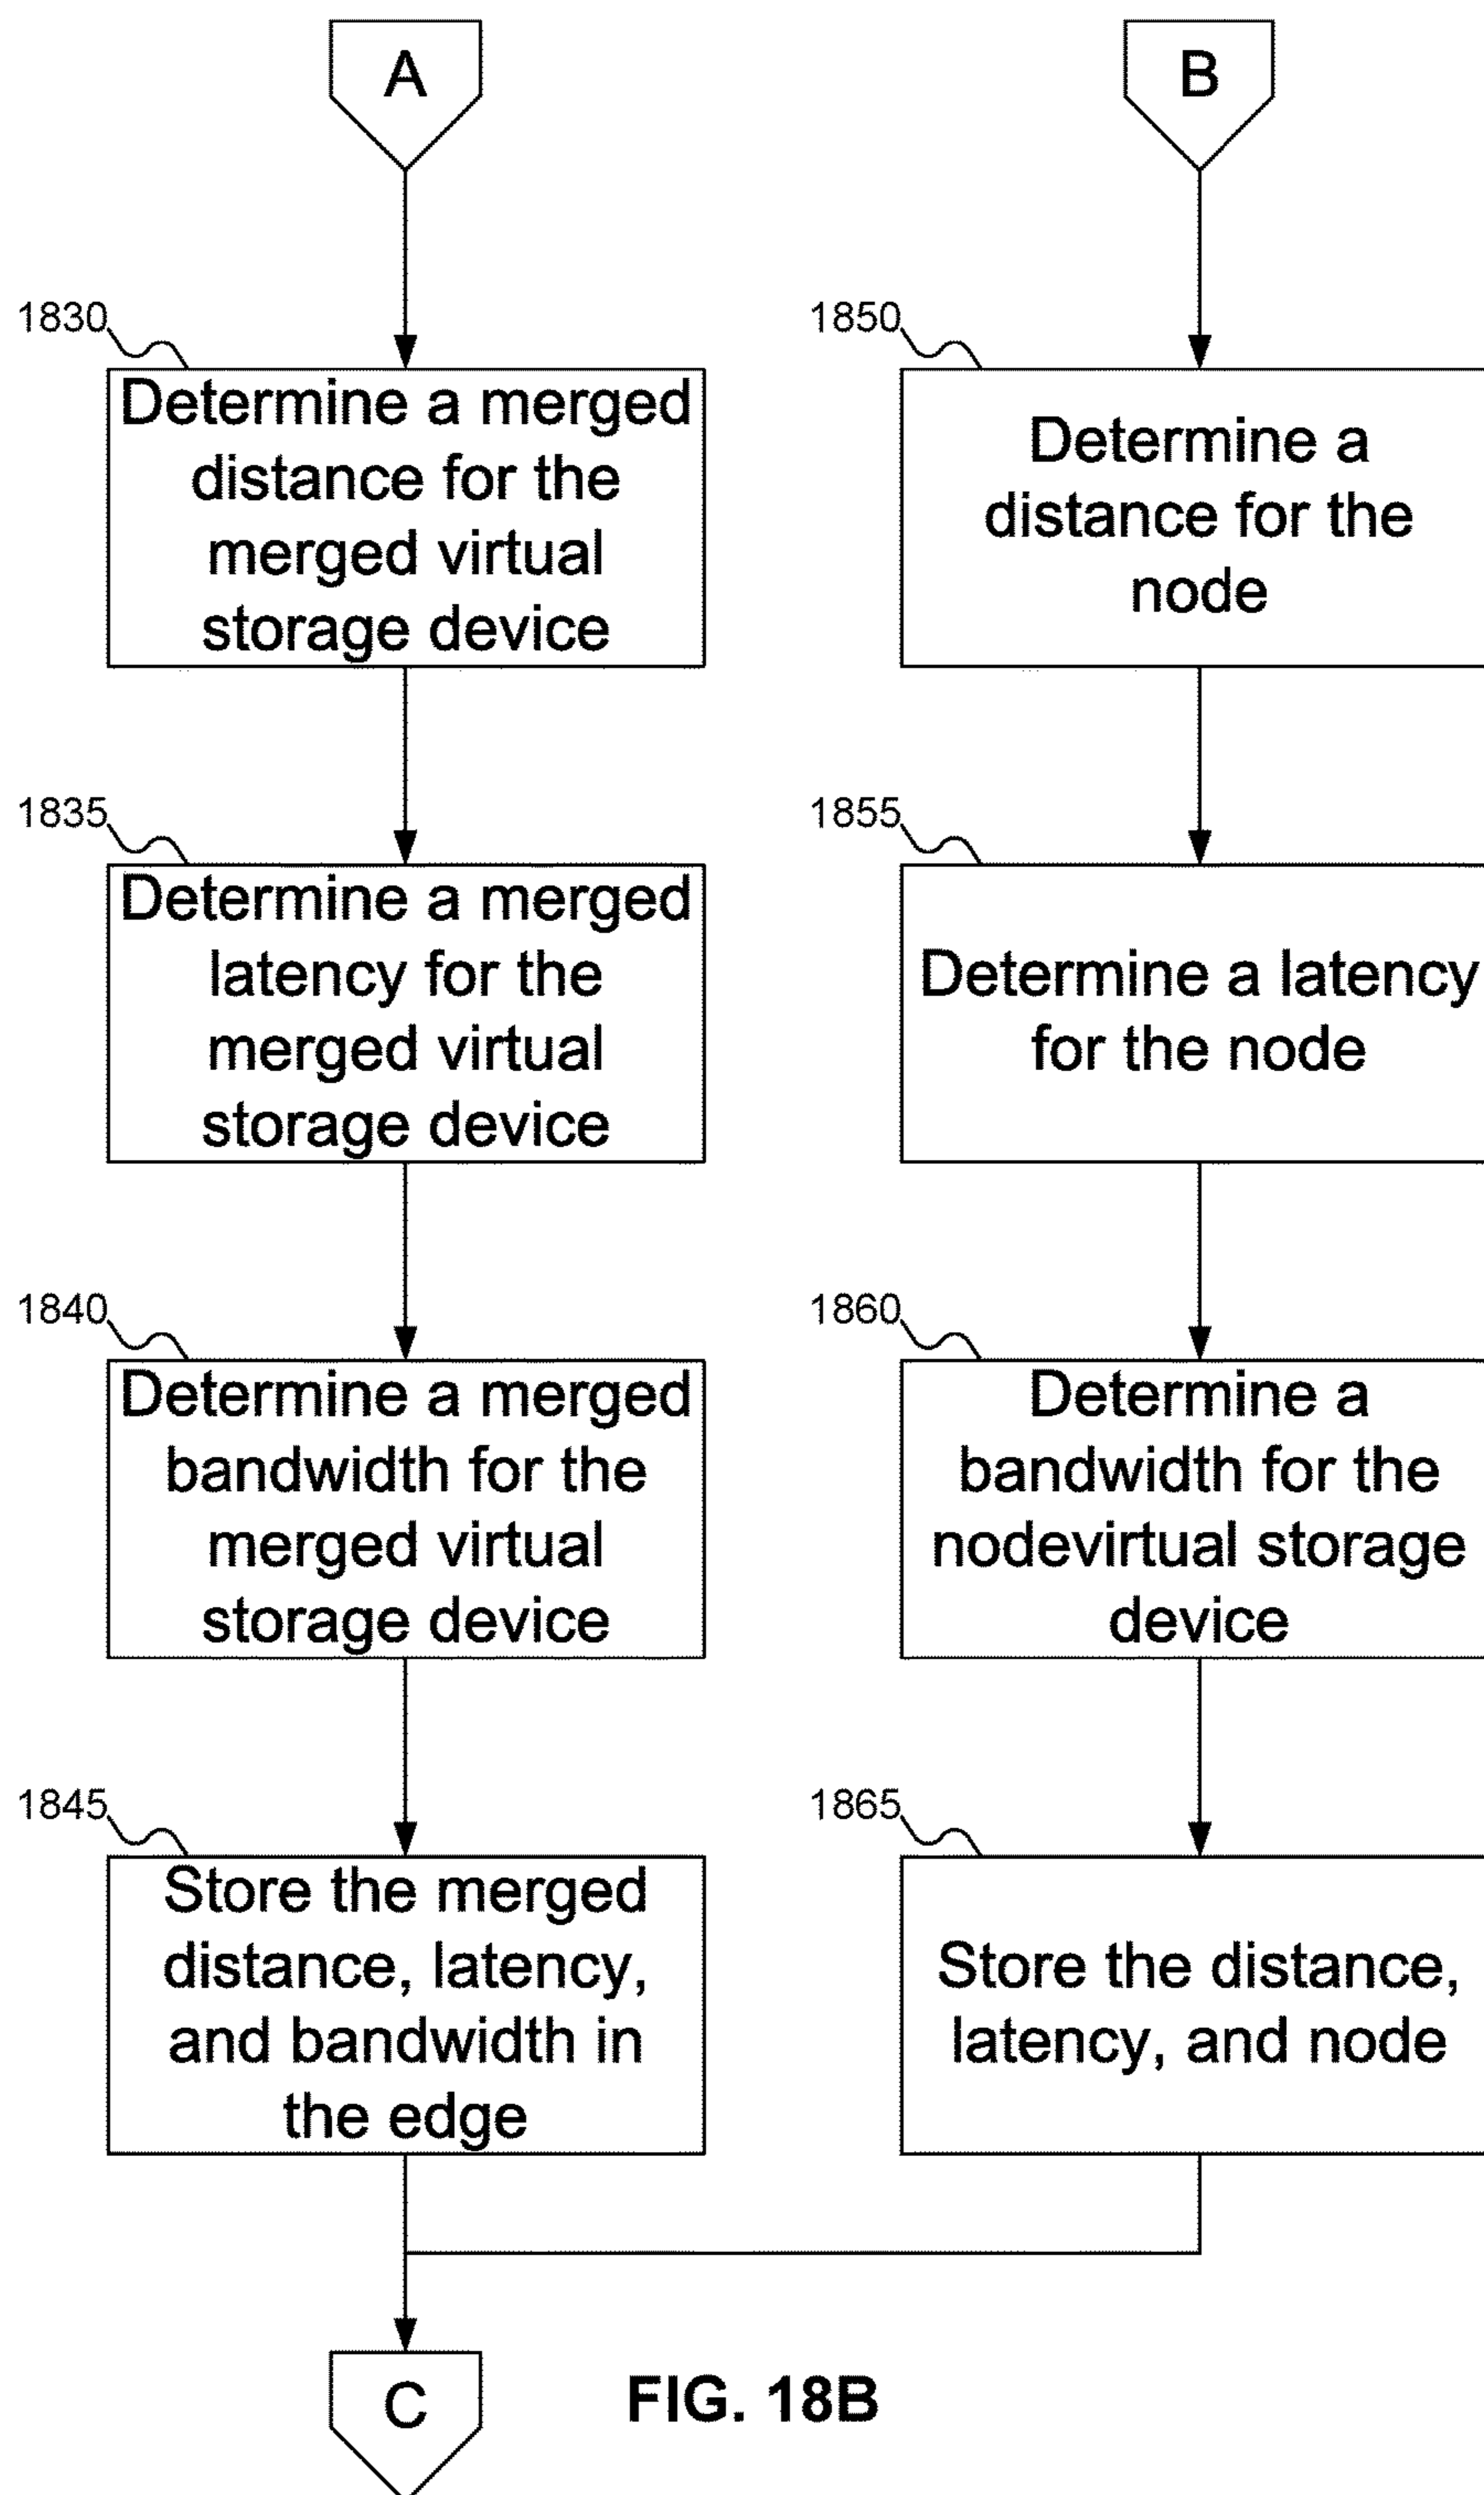 A
1830
Determine a merged
distance for the
merged virtual
storage device
1835
Determine a merged
latency for the
merged virtual
storage device
1840
Determine a merged
bandwidth for the
merged virtual
storage device
1845
Store the merged
distance, latency,
and bandwidth in
the edge
B
1850
Determine a
distance for the
node
1855
Determine a latency
for the node
1860
Determine a
bandwidth for the
nodevirtual storage
device
1865
Store the distance,
latency, and node
C
FIG. 18B